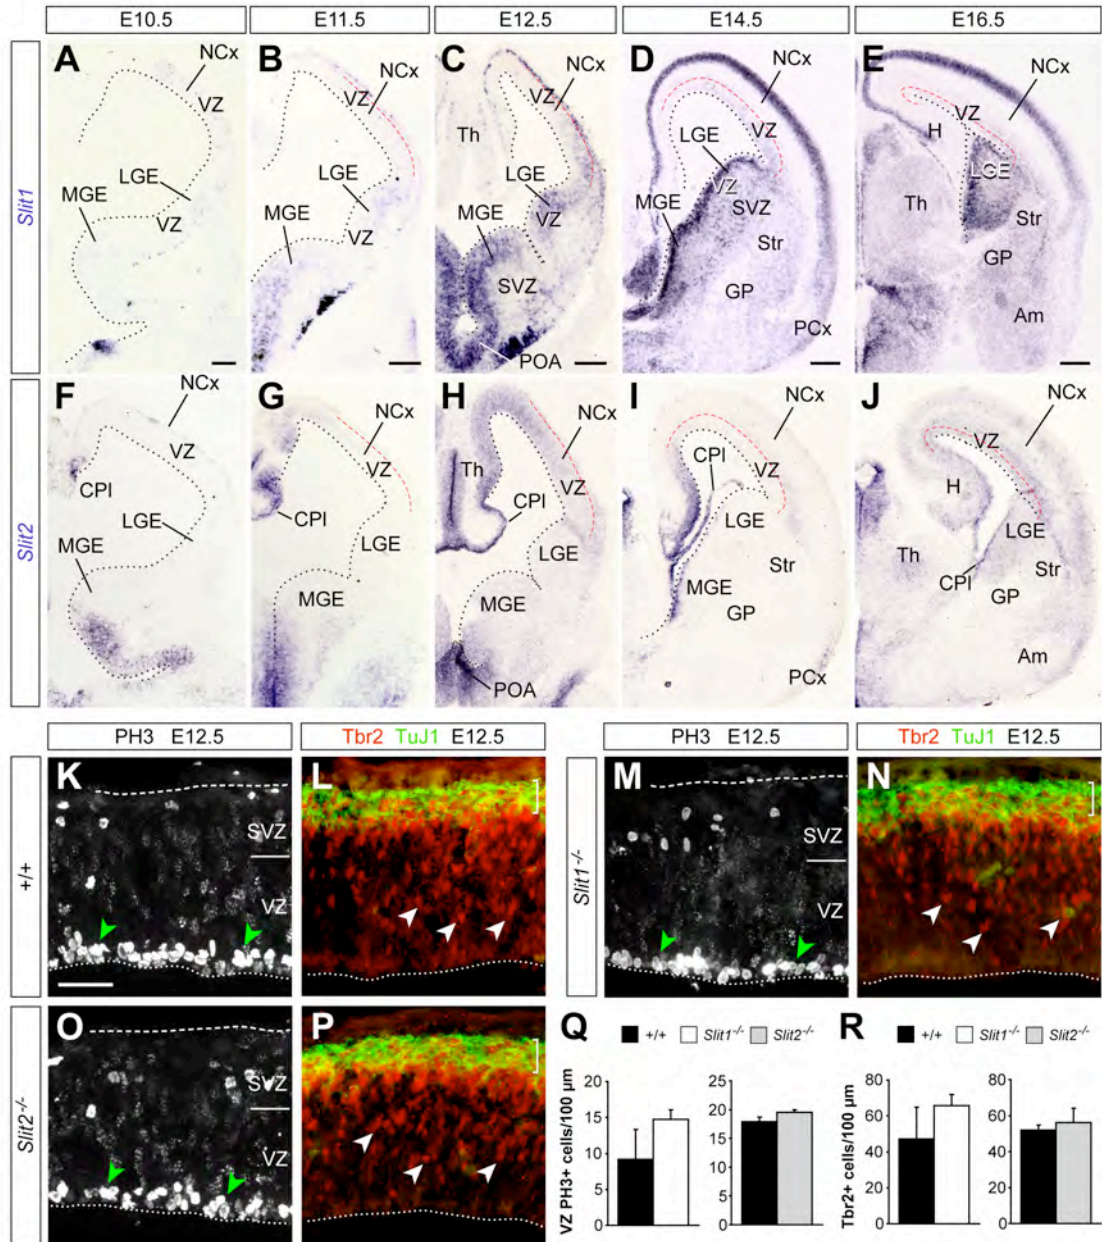 E10.5 E11.5 E12.5 E14.5 E16.5
Slit1
A NCx VZ LGE MGE VZ
B NCx VZ LGE MGE VZ
C NCx VZ Th LGE MGE VZ SVZ POA
D NCx LGE VZ VZ MGE SVZ Str GP PCx
E NCx VZ H LGE Th Str GP Am
Slit2
F NCx VZ CPl LGE MGE
G NCx VZ CPl LGE MGE
H NCx Th VZ CPl LGE MGE POA
I NCx CPl VZ LGE Str MGE GP PCx
J NCx VZ H LGE Th Str CPl GP Am
PH3 E12.5
Tbr2 TuJ1 E12.5
PH3 E12.5
Tbr2 TuJ1 E12.5
+/+
K SVZ VZ
L
Slit1-/-
M SVZ VZ
N
Slit2-/-
O SVZ VZ
P
Q
+/+ Slit1-/- Slit2-/-
VZ PH3+ cells/100 µm
20
15
10
5
0
25
20
15
10
5
0
R
+/+ Slit1-/- Slit2-/-
Tbr2+ cells/100 µm
80
60
40
20
0
80
60
40
20
0